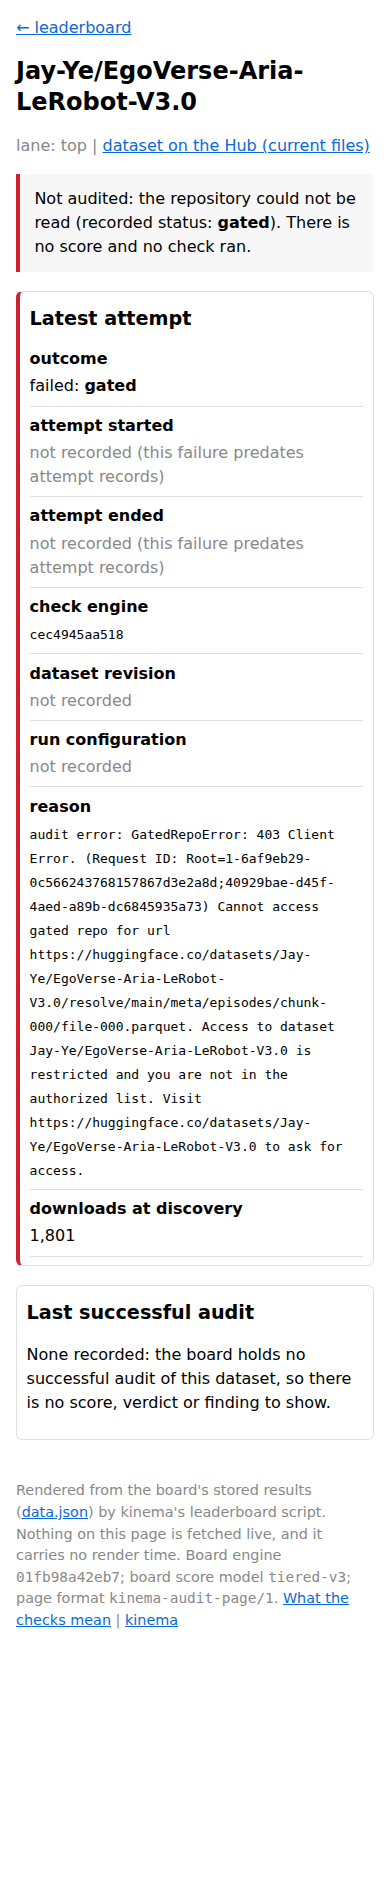 ← leaderboard
Jay-Ye/EgoVerse-Aria-
LeRobot-V3.0
lane: top | dataset on the Hub (current files)
Not audited: the repository could not be
read (recorded status: gated). There is
no score and no check ran.
Latest attempt
outcome
failed: gated
attempt started
not recorded (this failure predates
attempt records)
attempt ended
not recorded (this failure predates
attempt records)
check engine
cec4945aa518
dataset revision
not recorded
run configuration
not recorded
reason
audit error: GatedRepoError: 403 Client
Error. (Request ID: Root=1-6af9eb29-
0c566243768157867d3e2a8d;40929bae-d45f-
4aed-a89b-dc6845935a73) Cannot access
gated repo for url
https://huggingface.co/datasets/Jay-
Ye/EgoVerse-Aria-LeRobot-
V3.0/resolve/main/meta/episodes/chunk-
000/file-000.parquet. Access to dataset
Jay-Ye/EgoVerse-Aria-LeRobot-V3.0 is
restricted and you are not in the
authorized list. Visit
https://huggingface.co/datasets/Jay-
Ye/EgoVerse-Aria-LeRobot-V3.0 to ask for
access.
downloads at discovery
1,801
Last successful audit
None recorded: the board holds no
successful audit of this dataset, so there
is no score, verdict or finding to show.
Rendered from the board's stored results
(data.json) by kinema's leaderboard script.
Nothing on this page is fetched live, and it
carries no render time. Board engine
01fb98a42eb7; board score model tiered-v3;
page format kinema-audit-page/1. What the
checks mean | kinema